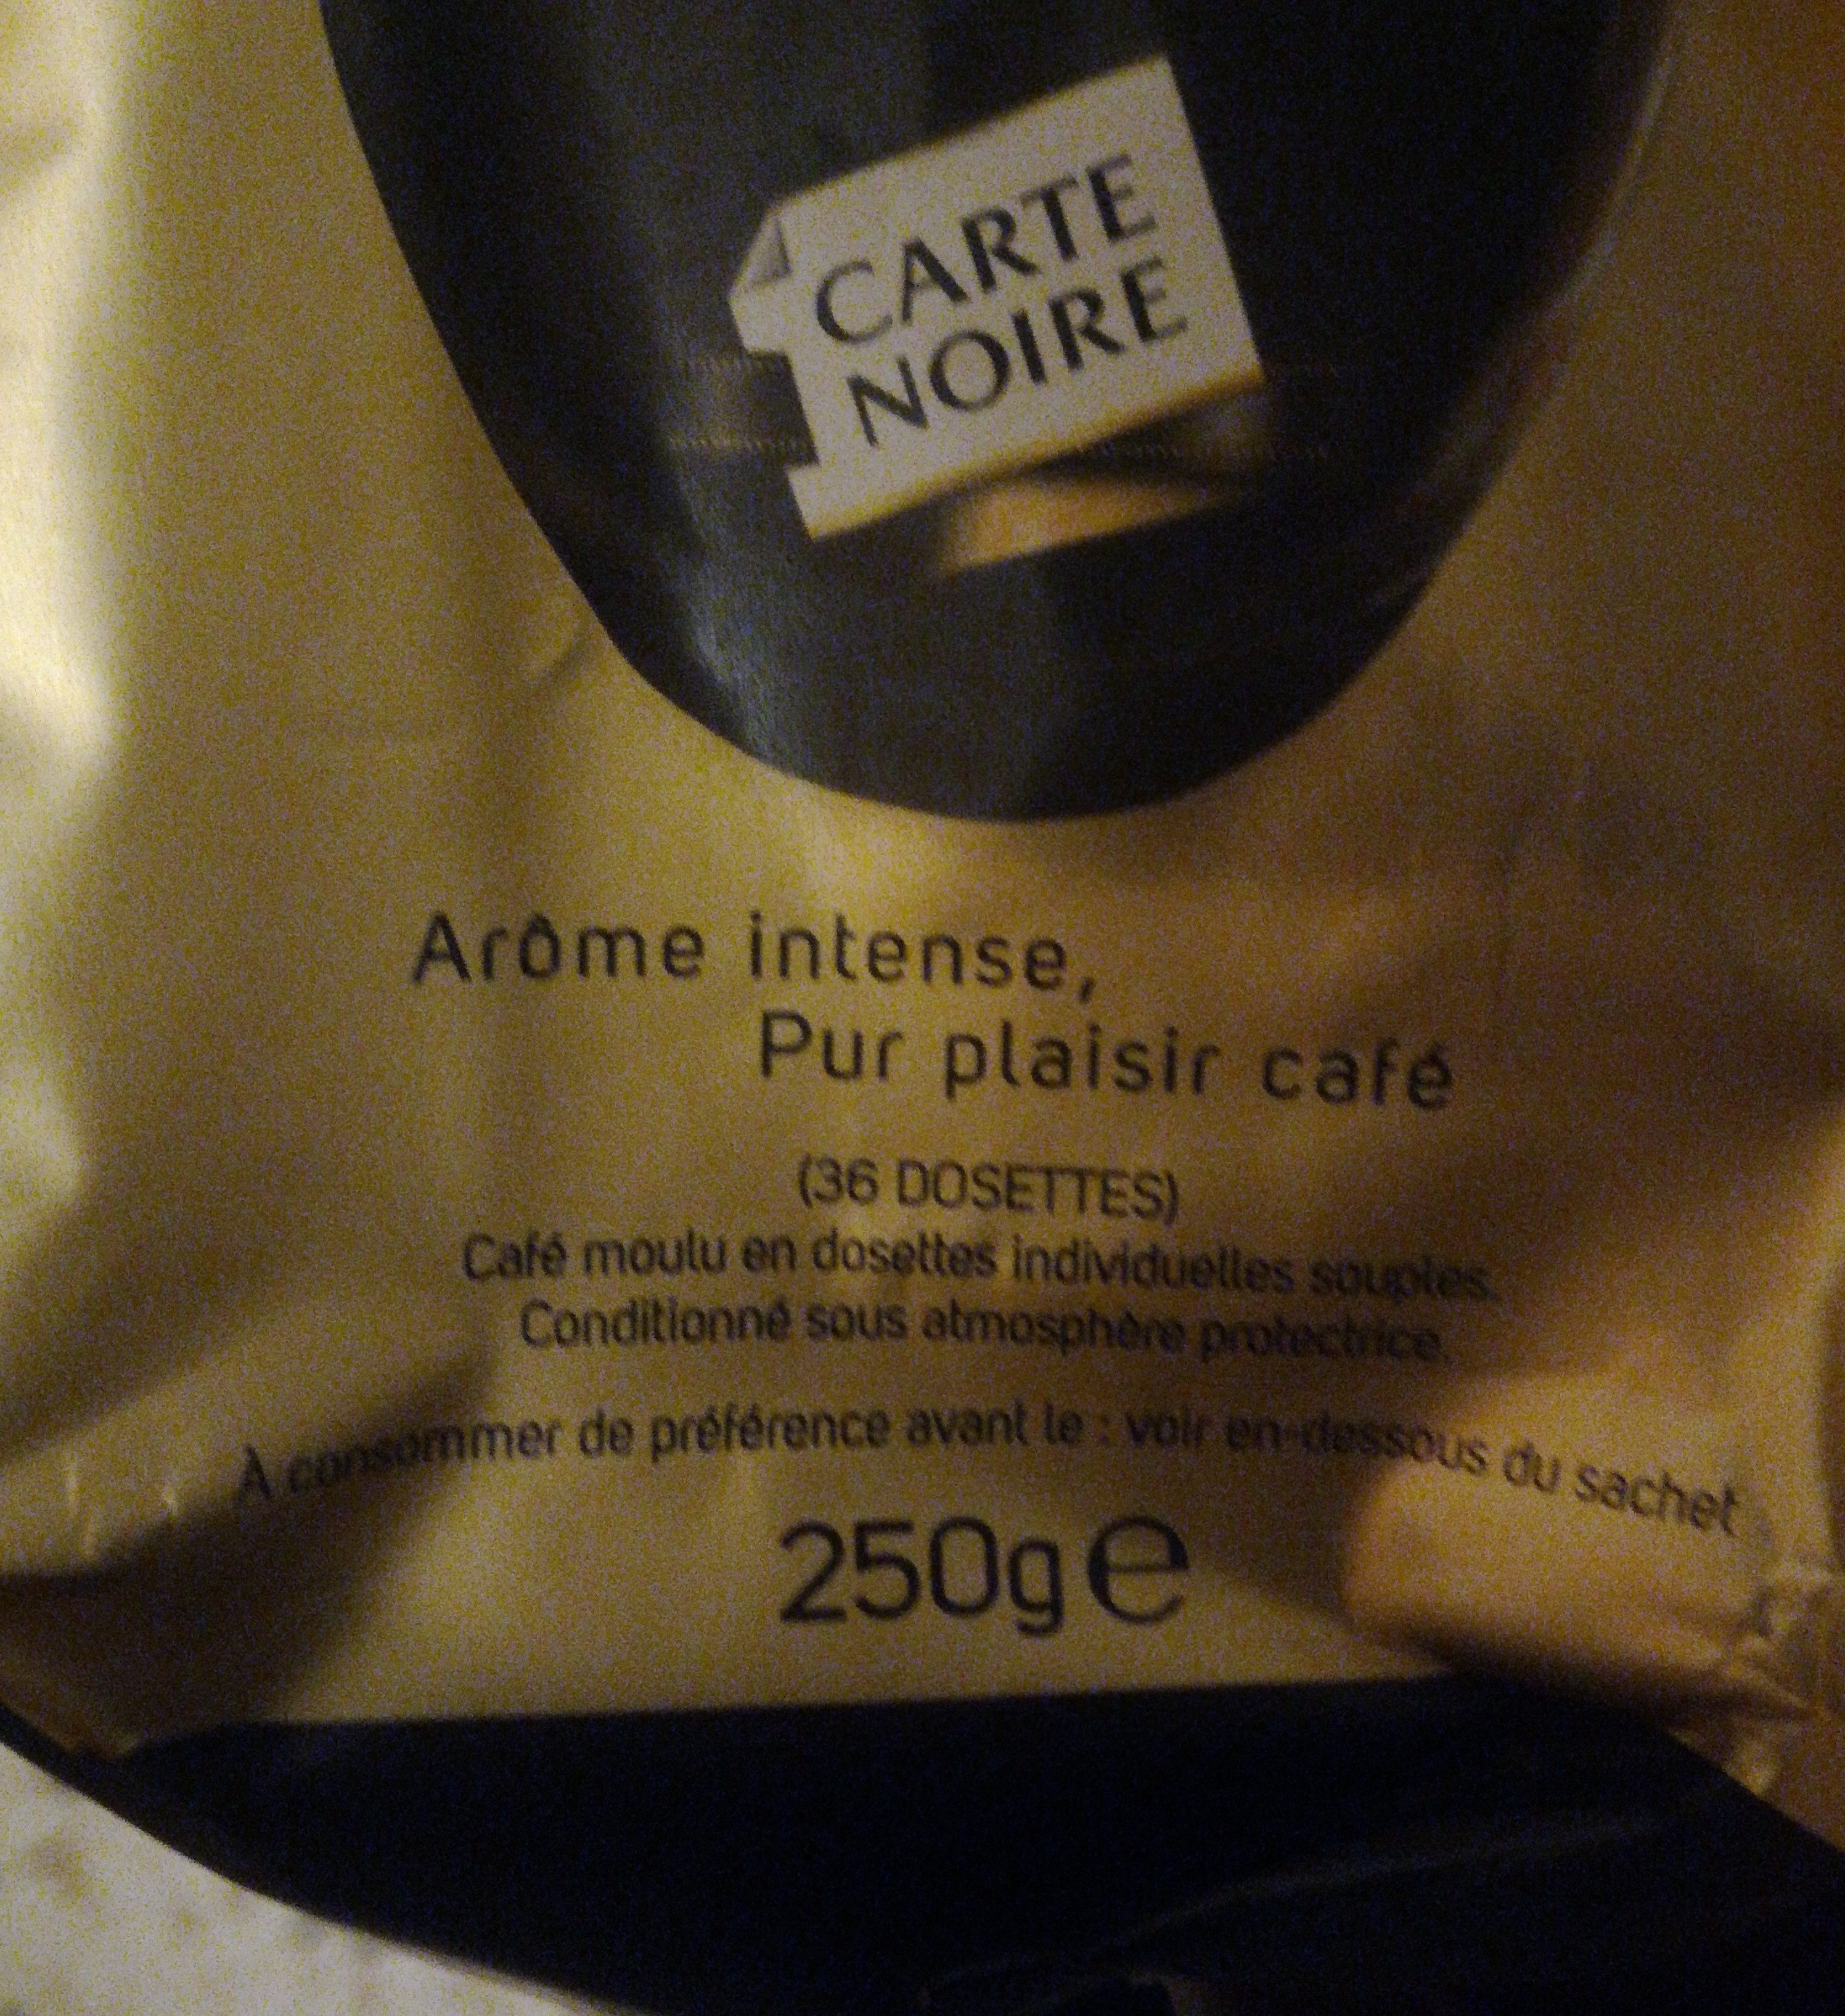 CARTE
NOIRE
Arôme intense,
Pur plaisir café
(36 DOSETTES)
Café moulu en dosettes individuelles souples.
Conditionné sous atmosphère protectrice.
À consommer de préférence avant le : voir en-dessous du sachet
250g e